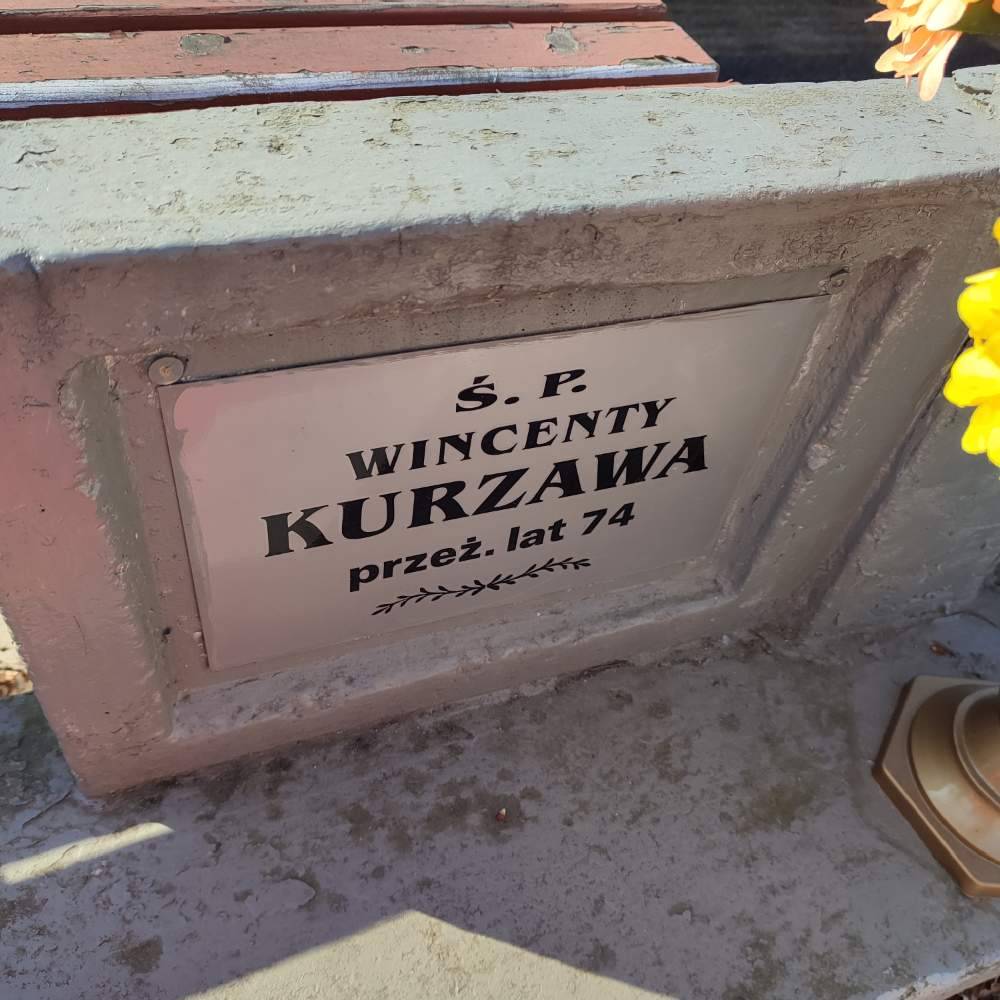 Ś. P.
WINCENTY
KURZAWA
przeż. lat 74